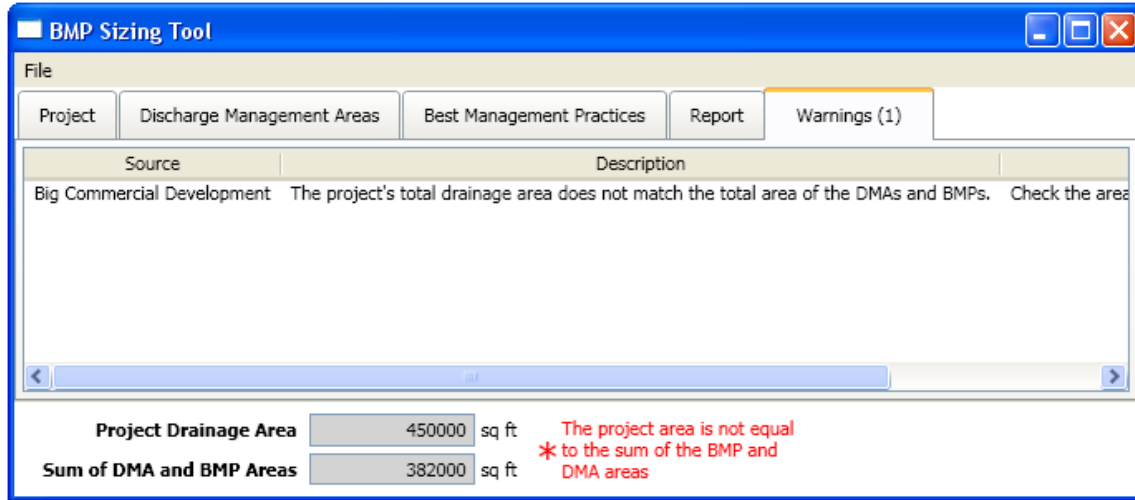 BMP Sizing Tool
File
Project Discharge Management Areas Best Management Practices Report Warnings (1)
Source Description
Big Commercial Development The project's total drainage area does not match the total area of the DMAs and BMPs. Check the area
Project Drainage Area 450000 sq ft
Sum of DMA and BMP Areas 382000 sq ft
The project area is not equal
* to the sum of the BMP and
DMA areas